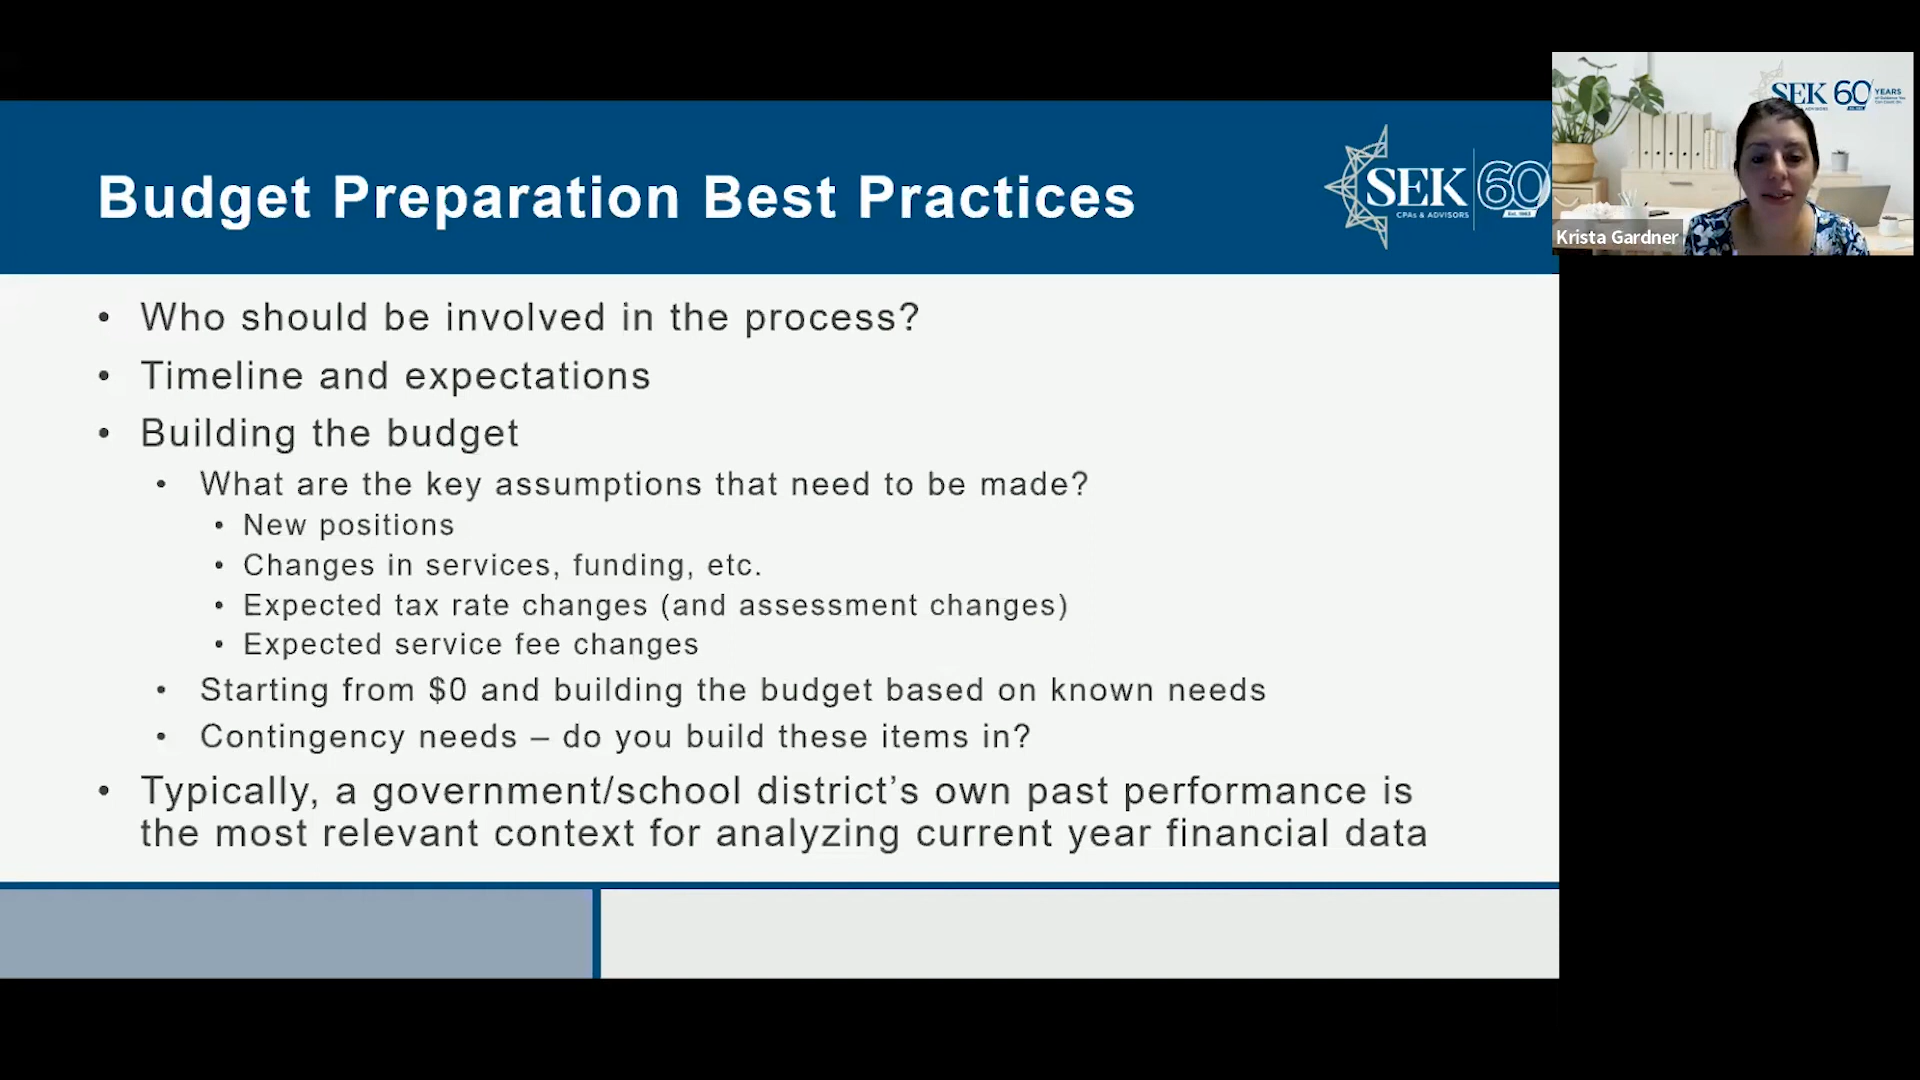 Budget Preparation Best Practices
SEK 60
CPAs & ADVISORS
Est. 1963
SEK 60 YEARS
Krista Gardner
• Who should be involved in the process?
• Timeline and expectations
• Building the budget
• What are the key assumptions that need to be made?
• New positions
• Changes in services, funding, etc.
• Expected tax rate changes (and assessment changes)
• Expected service fee changes
• Starting from $0 and building the budget based on known needs
• Contingency needs – do you build these items in?
• Typically, a government/school district’s own past performance is
the most relevant context for analyzing current year financial data